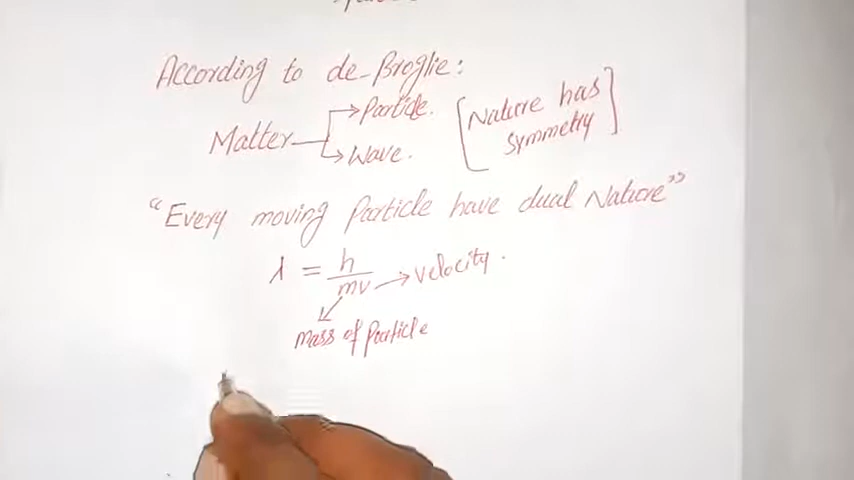 According to de-Broglie:
Matter → Particle.
→ Wave.
[Nature has
symmetry]
"Every moving Particle have dual Nature"
λ = h
mv → velocity.
mass of Particle